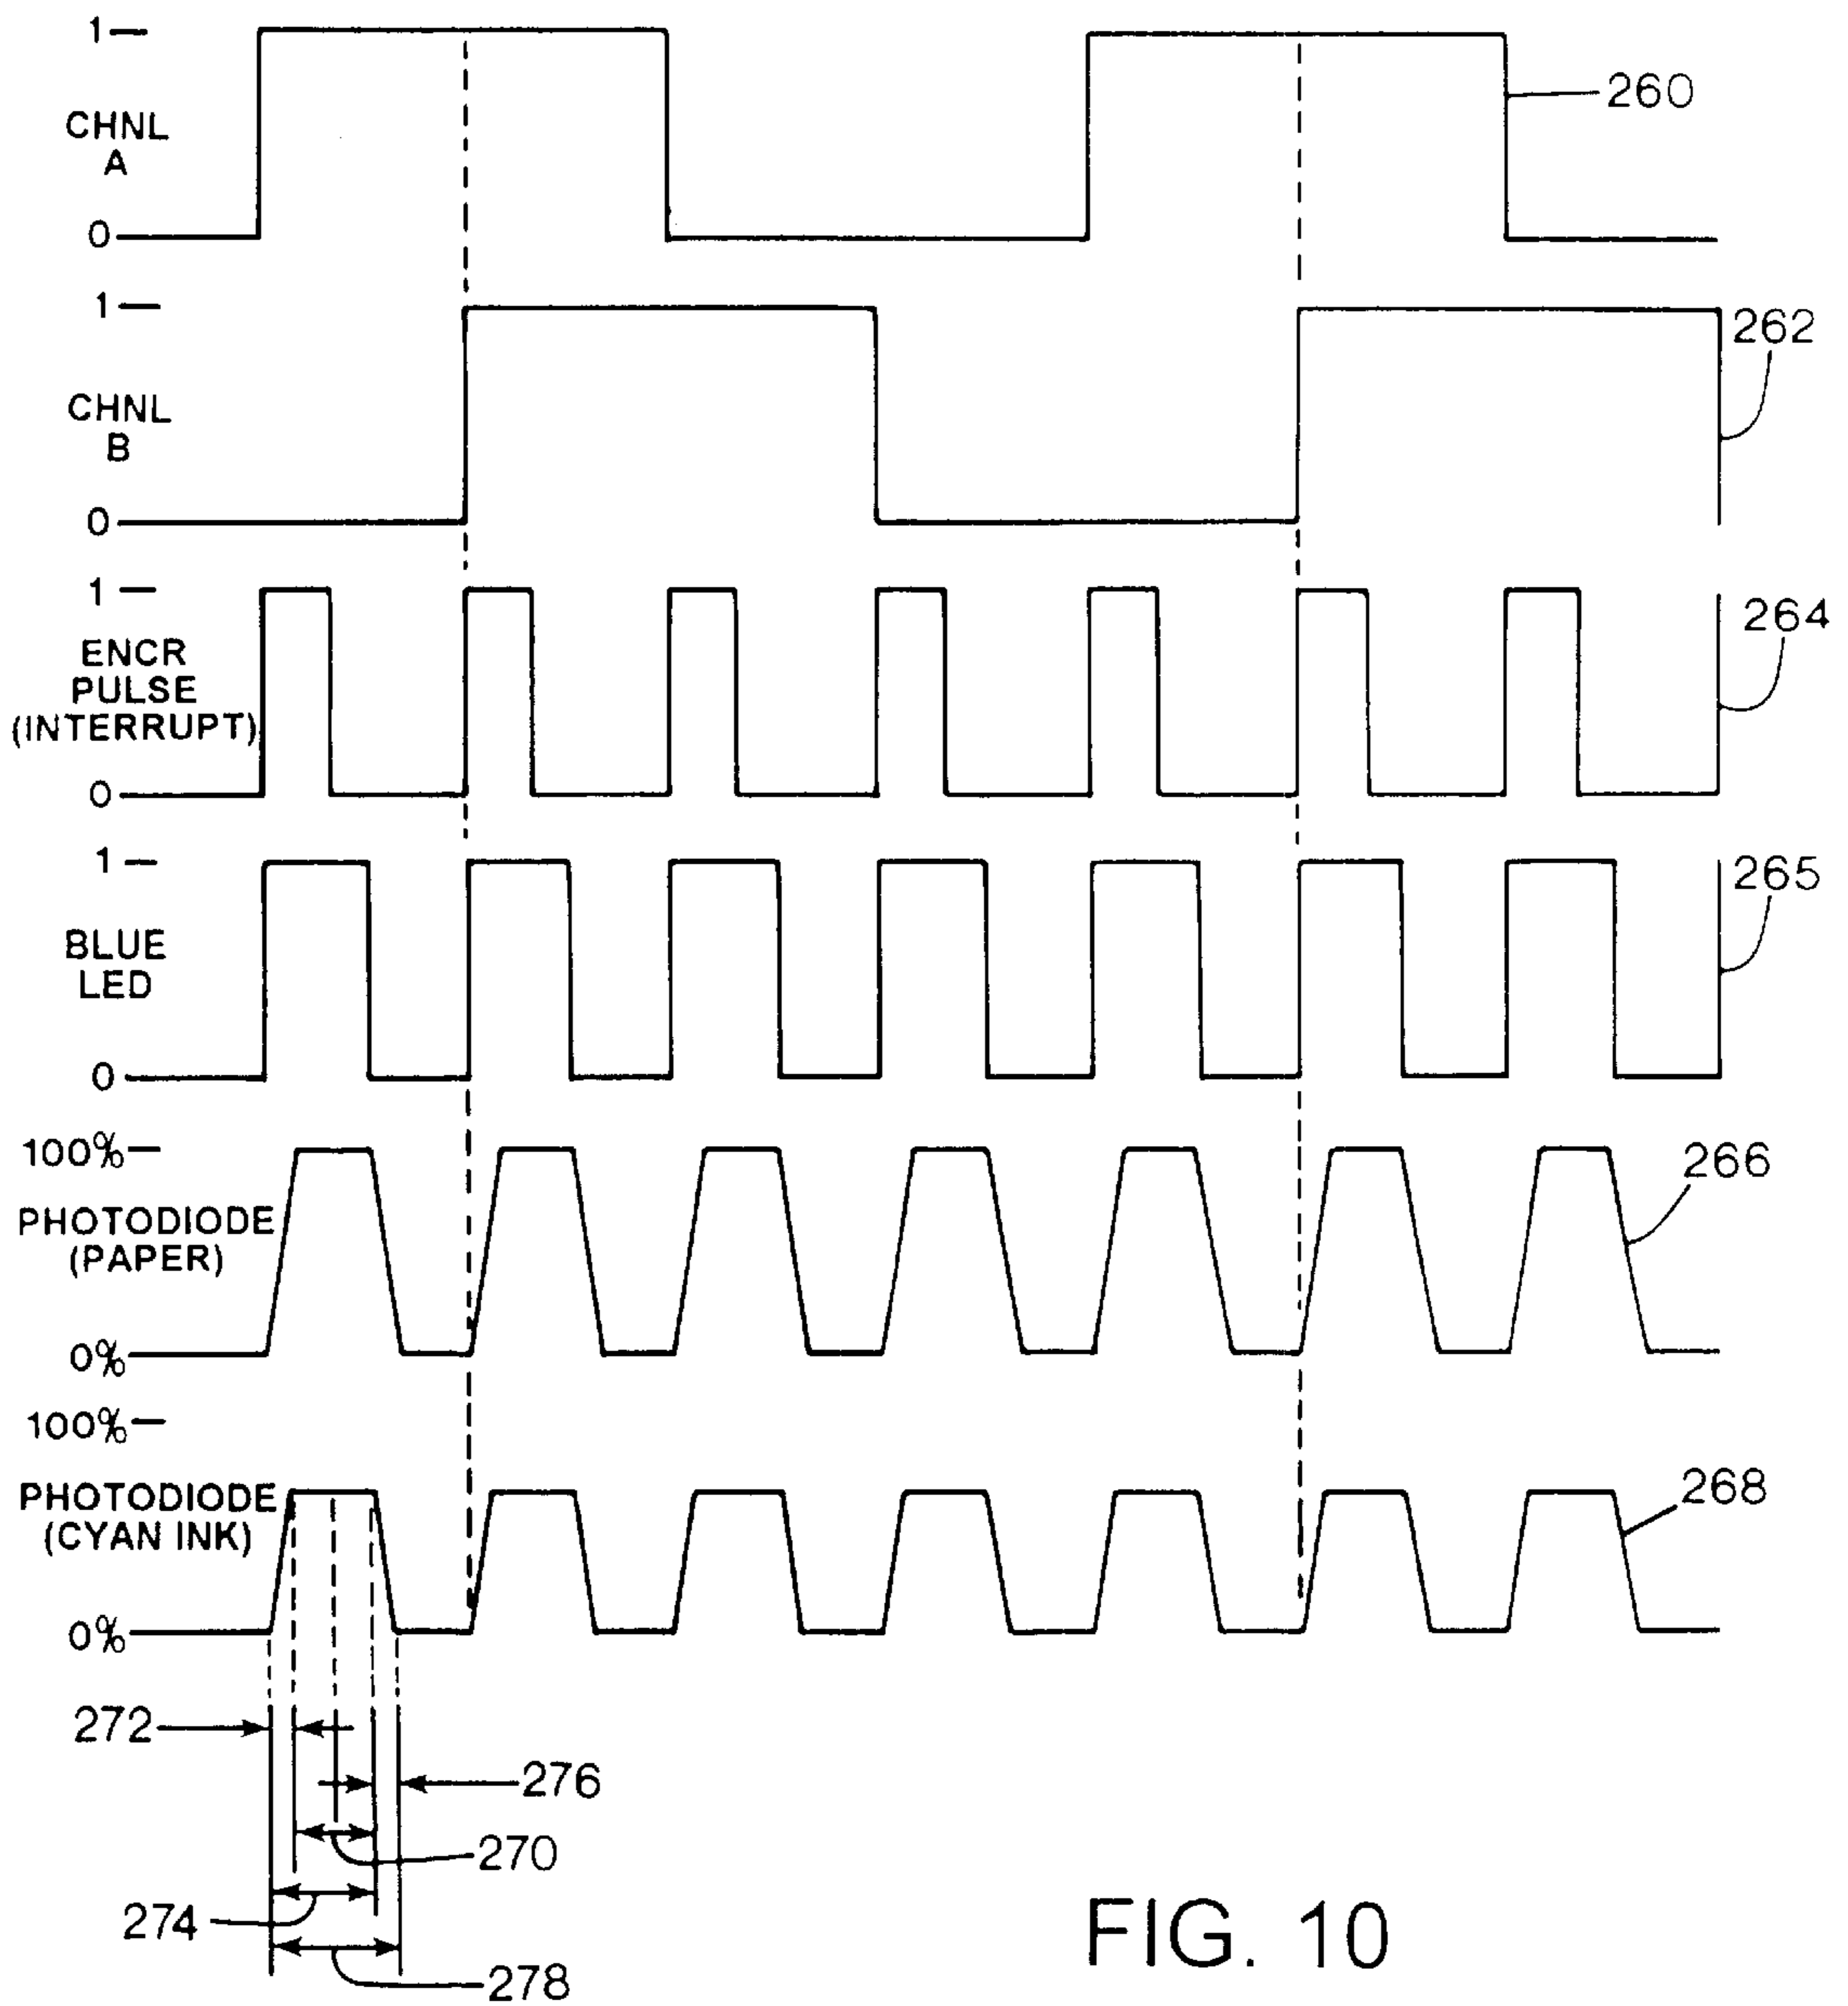 1
CHNL
A
0
260
1
CHNL
B
0
262
1
ENCR
PULSE
(INTERRUPT)
0
264
1
BLUE
LED
0
265
100%
PHOTODIODE
(PAPER)
0%
266
100%
PHOTODIODE
(CYAN INK)
0%
268
272
276
270
274
278
FIG. 10